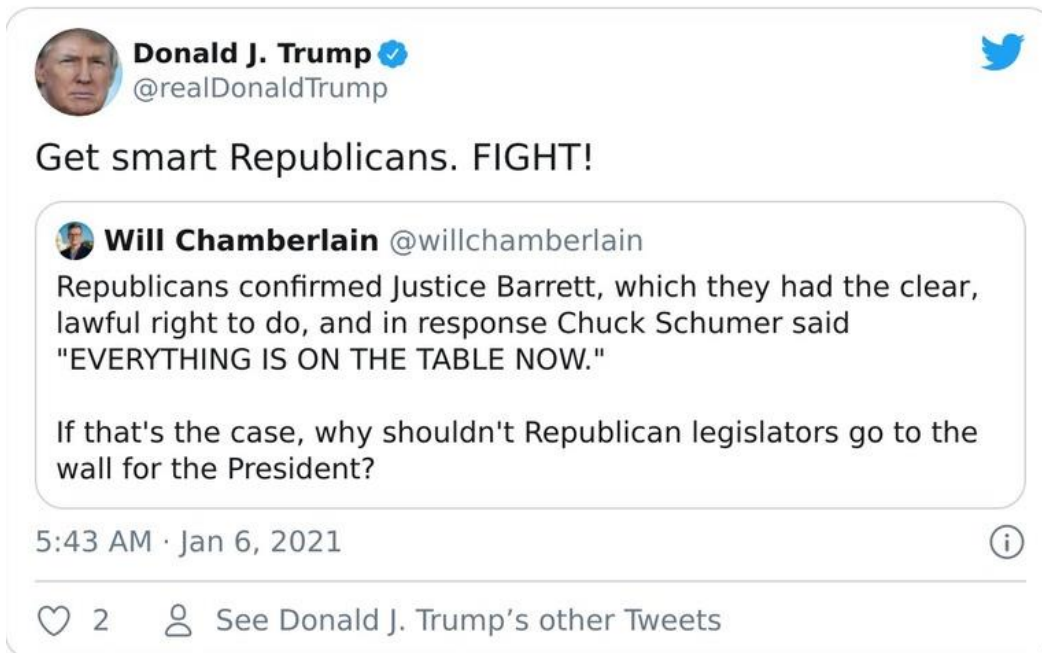 Donald J. Trump
@realDonaldTrump
Get smart Republicans. FIGHT!
Will Chamberlain @willchamberlain
Republicans confirmed Justice Barrett, which they had the clear,
lawful right to do, and in response Chuck Schumer said
"EVERYTHING IS ON THE TABLE NOW."
If that's the case, why shouldn't Republican legislators go to the
wall for the President?
5:43 AM · Jan 6, 2021
2 See Donald J. Trump’s other Tweets